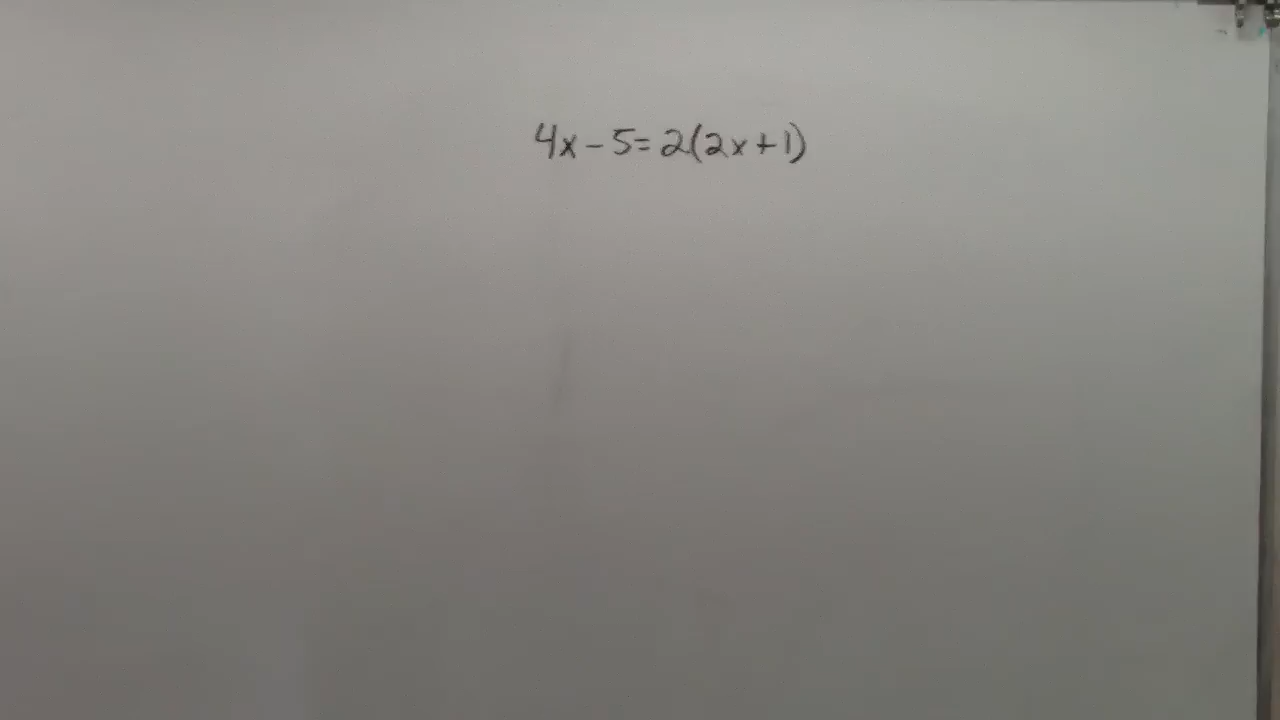 4x - 5 = 2(2x + 1)